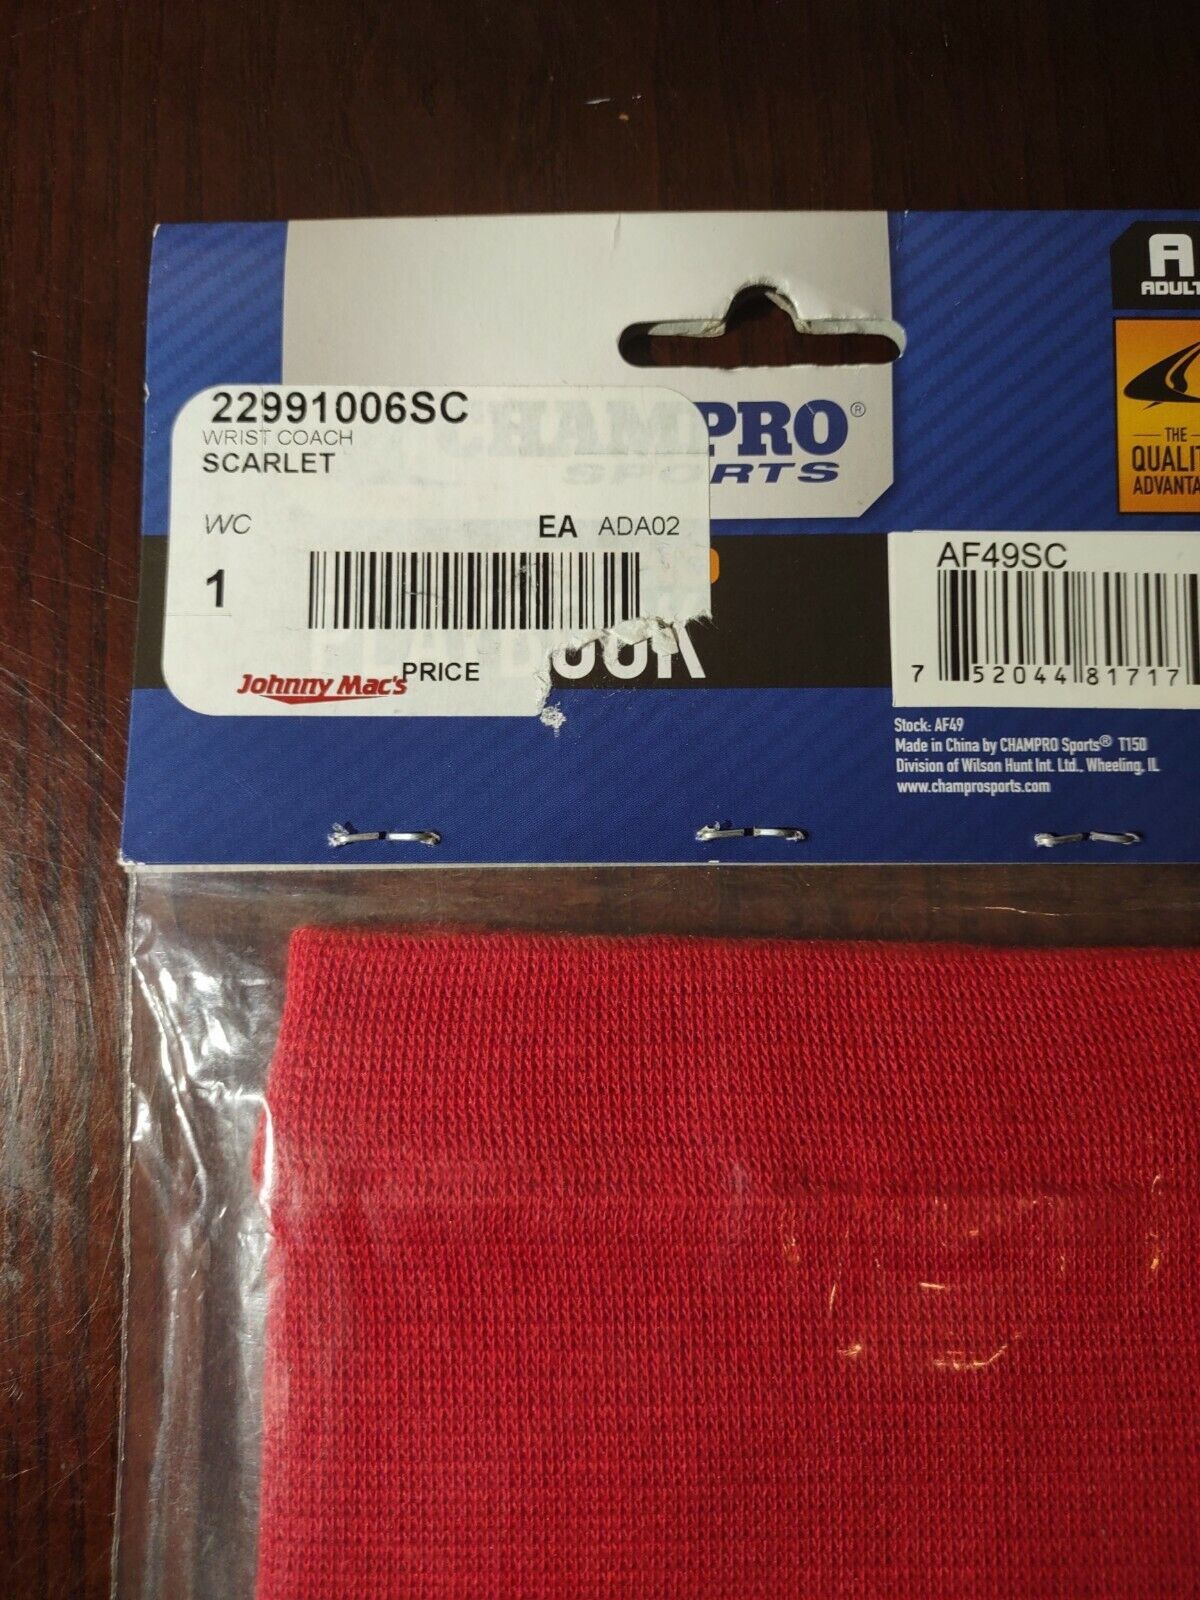 A
ADULT
22991006SC
WRIST COACH
SCARLET
CHAMPRO®
SPORTS
THE
QUALIT
ADVANTA
WC EA ADA02
1
AF49SC
7 52044 81717
Johnny Mac's PRICE
Stock: AF49
Made in China by CHAMPRO Sports® T150
Division of Wilson Hunt Int. Ltd., Wheeling, IL
www.champrosports.com